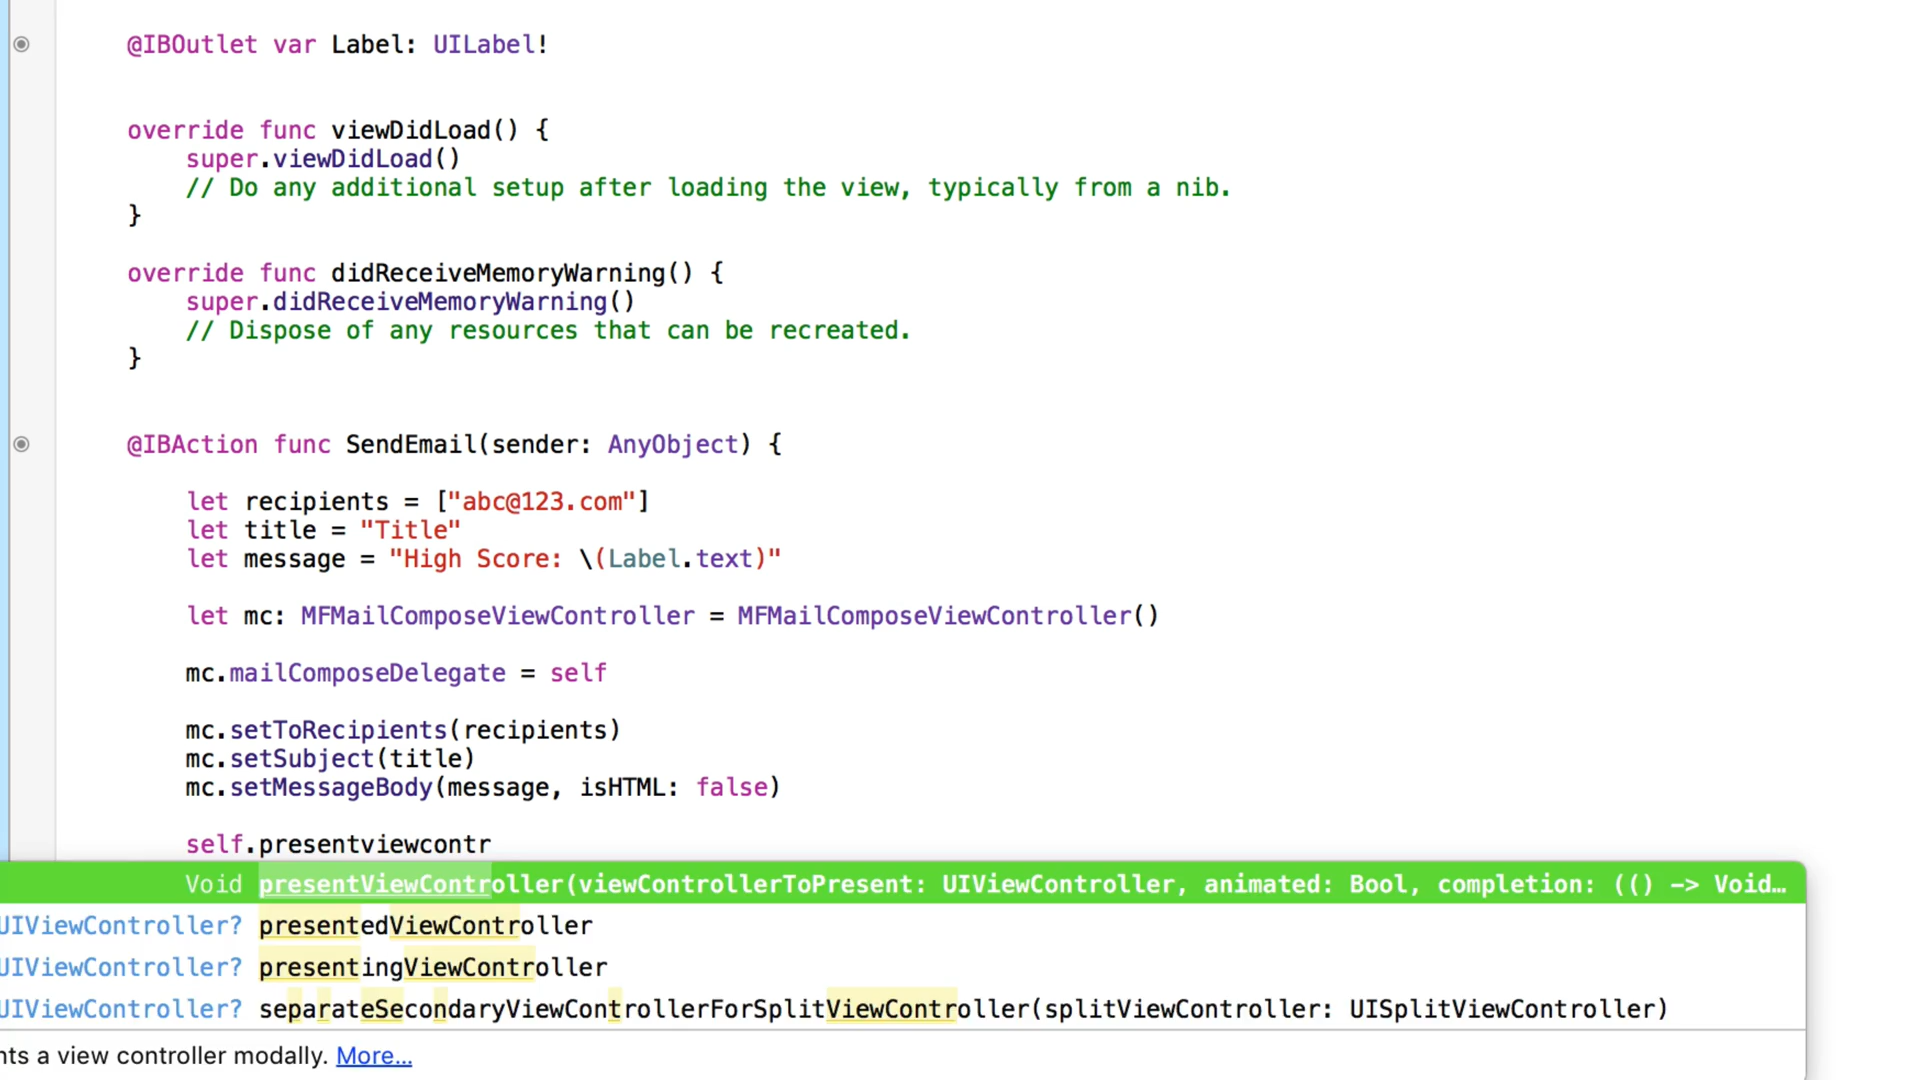 @IBOutlet var Label: UILabel!
override func viewDidLoad() {
super.viewDidLoad()
// Do any additional setup after loading the view, typically from a nib.
}
override func didReceiveMemoryWarning() {
super.didReceiveMemoryWarning()
// Dispose of any resources that can be recreated.
}
@IBAction func SendEmail(sender: AnyObject) {
let recipients = ["abc@123.com"]
let title = "Title"
let message = "High Score: \(Label.text)"
let mc: MFMailComposeViewController = MFMailComposeViewController()
mc.mailComposeDelegate = self
mc.setToRecipients(recipients)
mc.setSubject(title)
mc.setMessageBody(message, isHTML: false)
self.presentviewcontr
Void presentViewController(viewControllerToPresent: UIViewController, animated: Bool, completion: (() -> Void…
UIViewController? presentedViewController
UIViewController? presentingViewController
UIViewController? separateSecondaryViewControllerForSplitViewController(splitViewController: UISplitViewController)
nts a view controller modally. More...